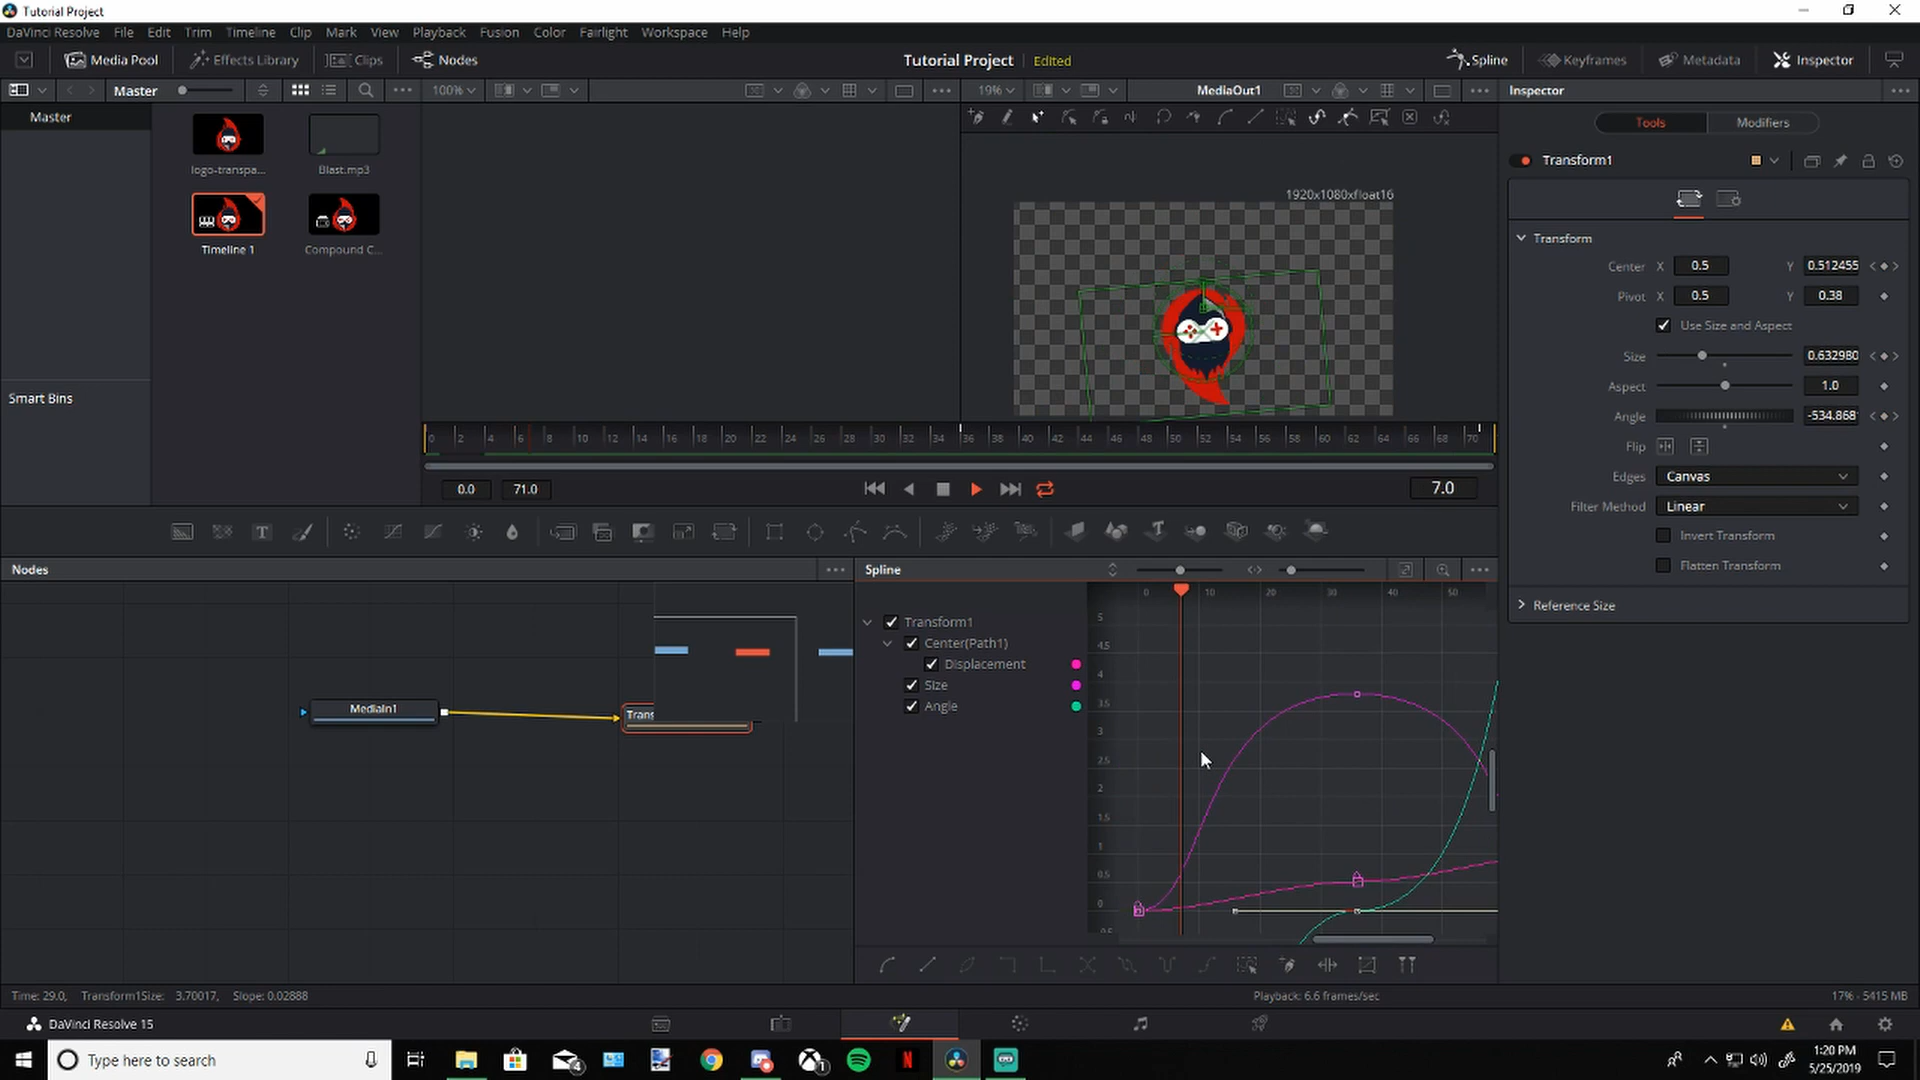 Tutorial Project
DaVinci Resolve File Edit Trim Timeline Clip Mark View Playback Fusion Color Fairlight Workspace Help
Media Pool Effects Library Clips Nodes Tutorial Project Edited Spline Keyframes Metadata Inspector
Master 100% 19% MediaOut1 Inspector
Master
Tools Modifiers
logo-transpa... Blast.mp3
Transform1
1920x1080xfloat16
Timeline 1 Compound C...
Transform
Center X 0.5 Y 0.512455
Pivot X 0.5 Y 0.38
Use Size and Aspect
Size 0.632980
Aspect 1.0
Smart Bins
Angle -534.868
0 2 4 6 8 10 12 14 16 18 20 22 24 26 28 30 32 34 36 38 40 42 44 46 48 50 52 54 56 58 60 62 64 66 68 70
Flip
Edges Canvas
0.0 71.0 7.0
Filter Method Linear
Invert Transform
Flatten Transform
Nodes Spline
0 10 20 30 40 50
Reference Size
5
Transform1
Center(Path1)
4.5
Displacement
4
Size
3.5
Angle
MediaIn1
Trans
3
2.5
2
1.5
1
0.5
0
-0.5
Time: 29.0, Transform1Size: 3.70017, Slope: 0.02888 Playback: 6.6 frames/sec 17% - 5415 MB
DaVinci Resolve 15
Type here to search
4
1
1:20 PM
5/25/2019